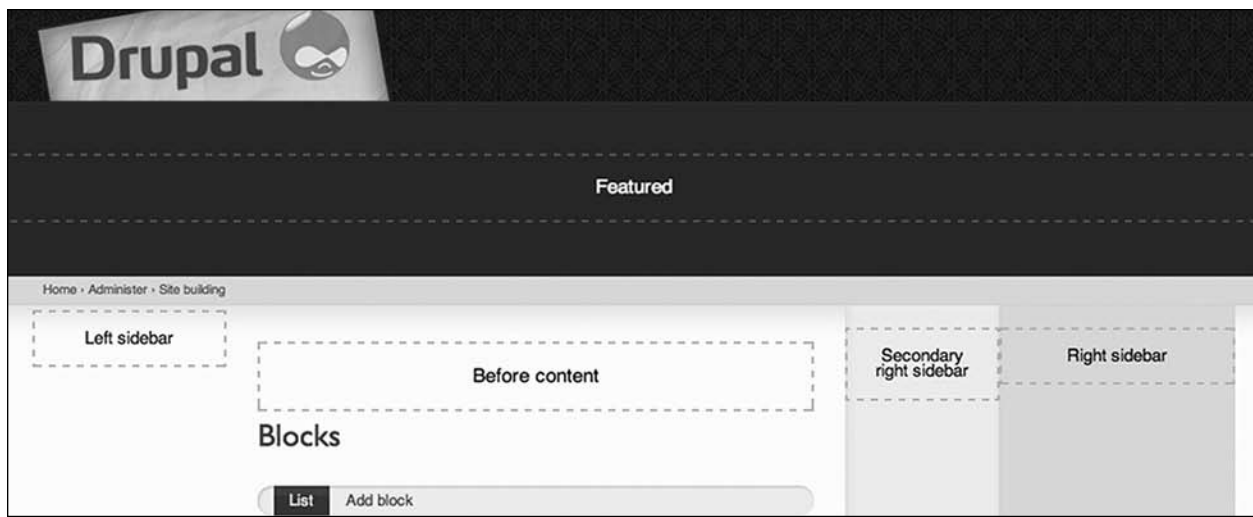 Drupal
Featured
Home › Administer › Site building
Left sidebar
Before content
Secondary
right sidebar
Right sidebar
Blocks
List
Add block